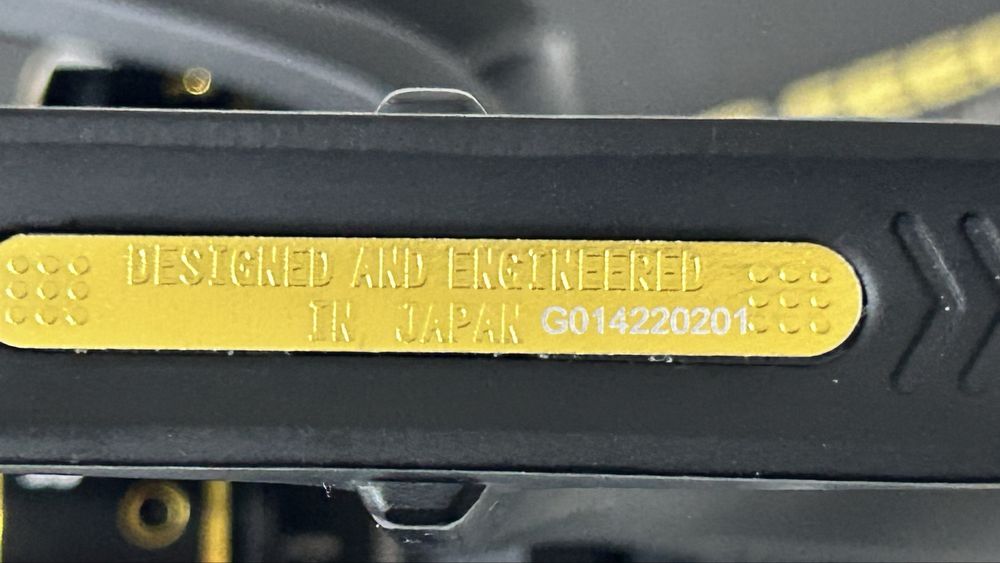 DESIGNED AND ENGINEERED
IN JAPAN G014220201